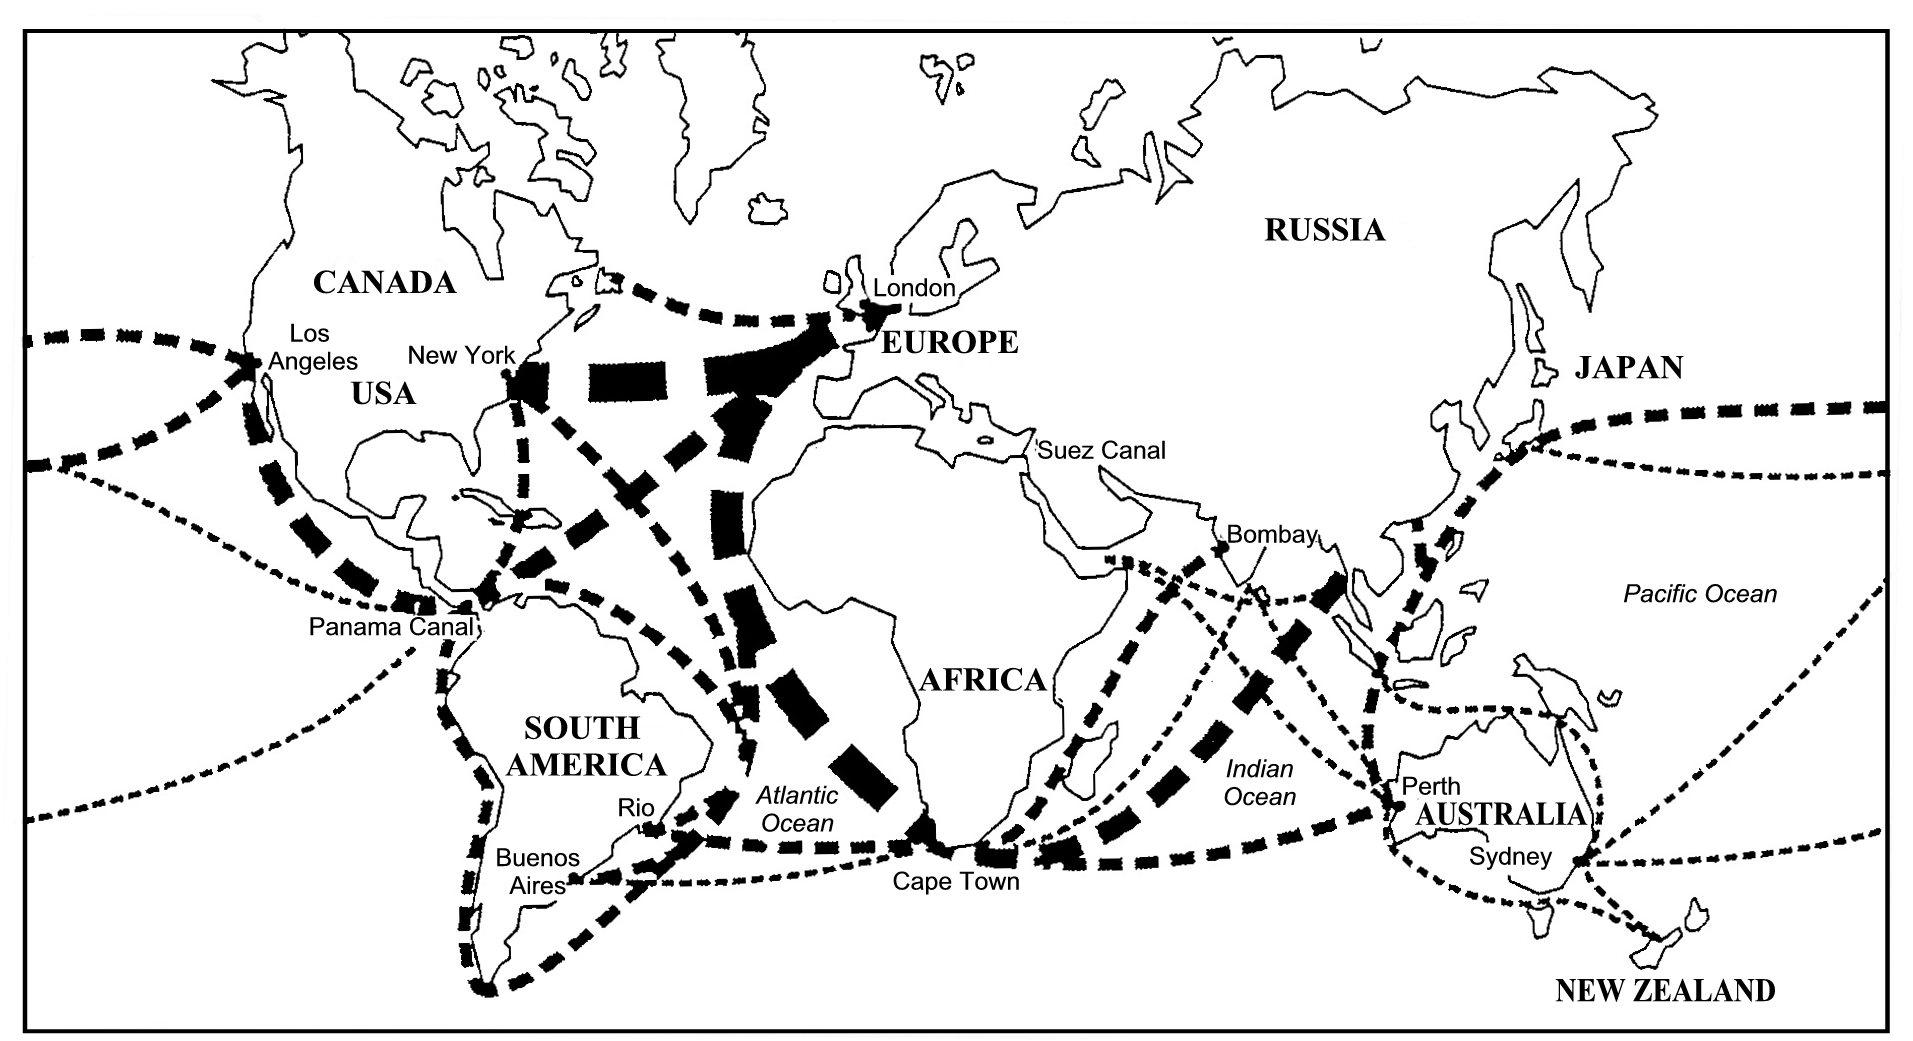 RUSSIA
CANADA
London
Los
Angeles
New York
EUROPE
USA
JAPAN
Suez Canal
Bombay
Pacific Ocean
Panama Canal
AFRICA
SOUTH
AMERICA
Rio
Atlantic
Ocean
Indian
Ocean
Perth
AUSTRALIA
Buenos
Aires
Sydney
Cape Town
NEW ZEALAND